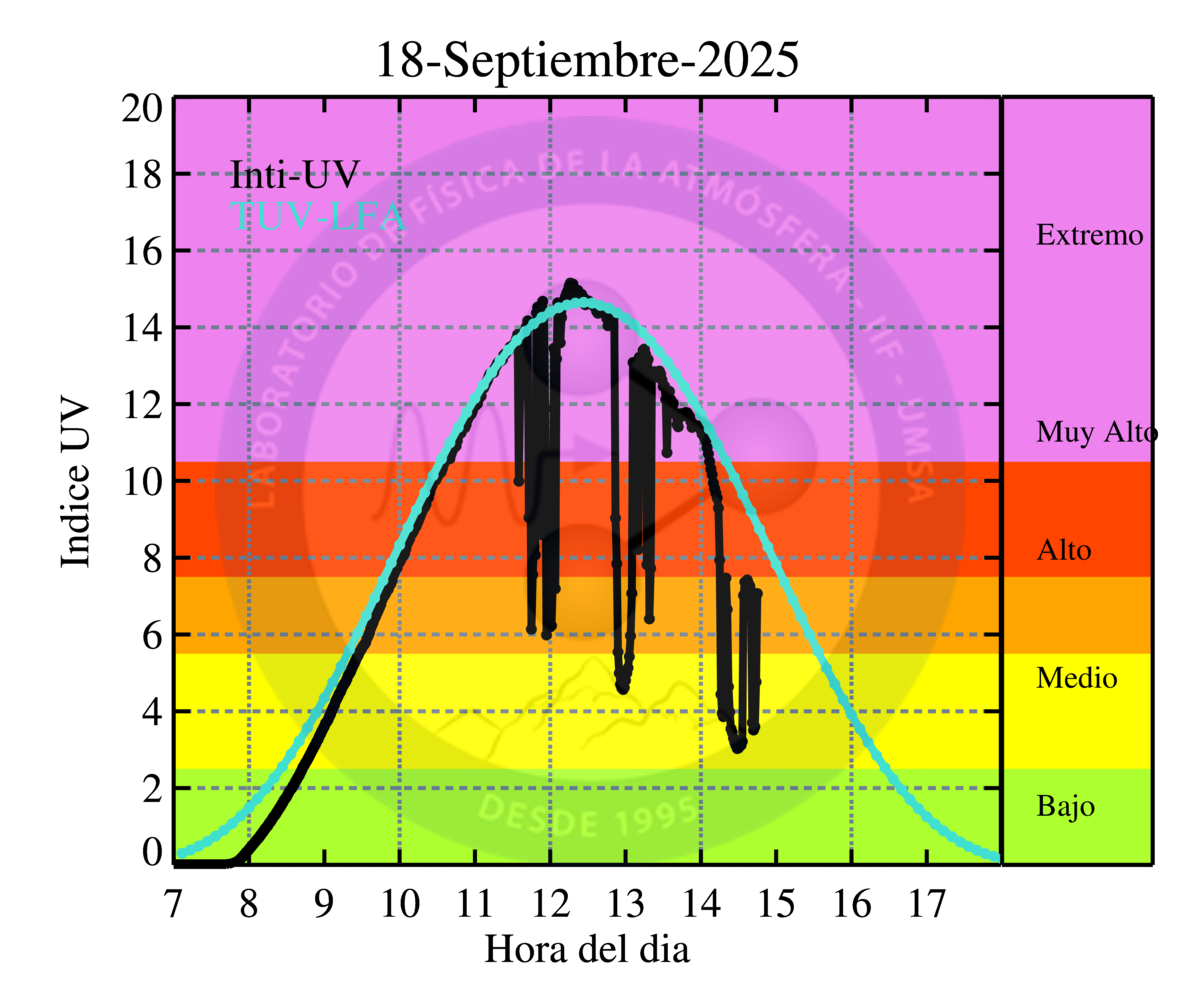 18-Septiembre-2025
20
18
16
14
12
10
8
6
4
2
0
Indice UV
Inti-UV
TUV-LFA
LABORATORIO DE FÍSICA DE LA ATMÓSFERA - IIF - UMSA
DESDE 1995
Extremo
Muy Alto
Alto
Medio
Bajo
7 8 9 10 11 12 13 14 15 16 17
Hora del dia